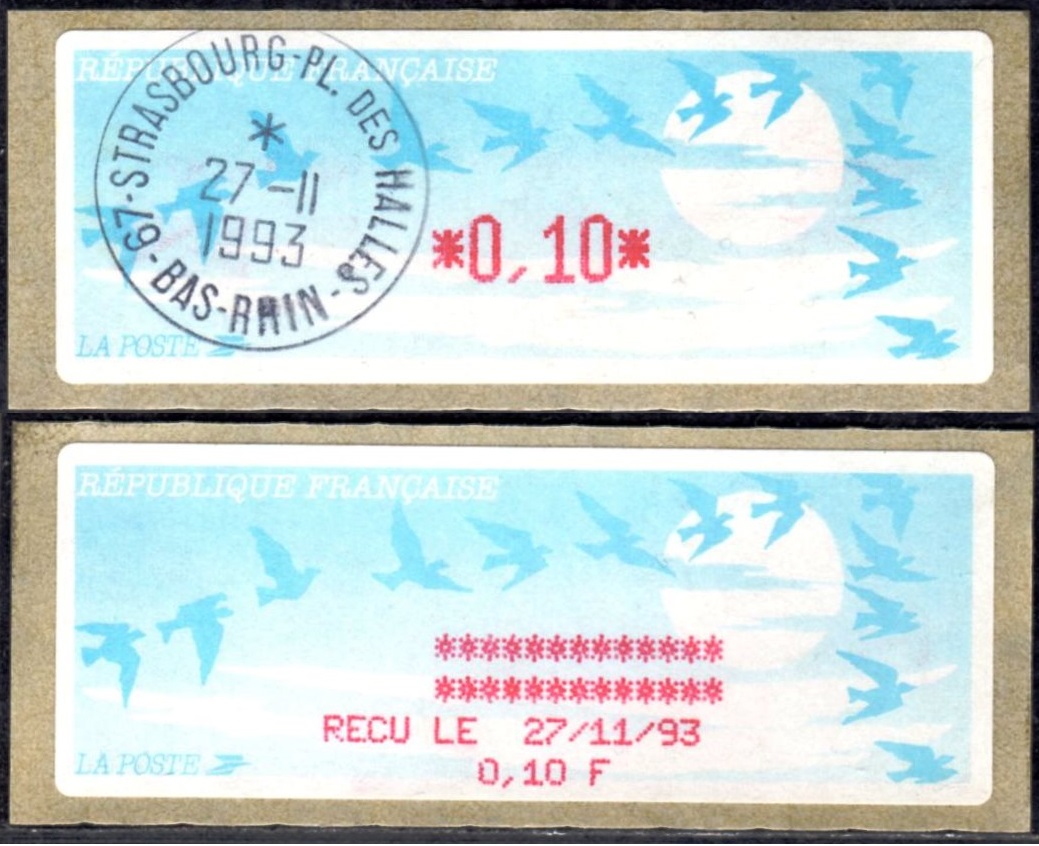 RÉPUBLIQUE FRANÇAISE
67-STRASBOURG-PL. DES HALLES-BAS-RHIN-
*
27-11
1993
*0,10*
LA POSTE
RÉPUBLIQUE FRANÇAISE
*************
*************
RECU LE 27/11/93
0,10 F
LA POSTE